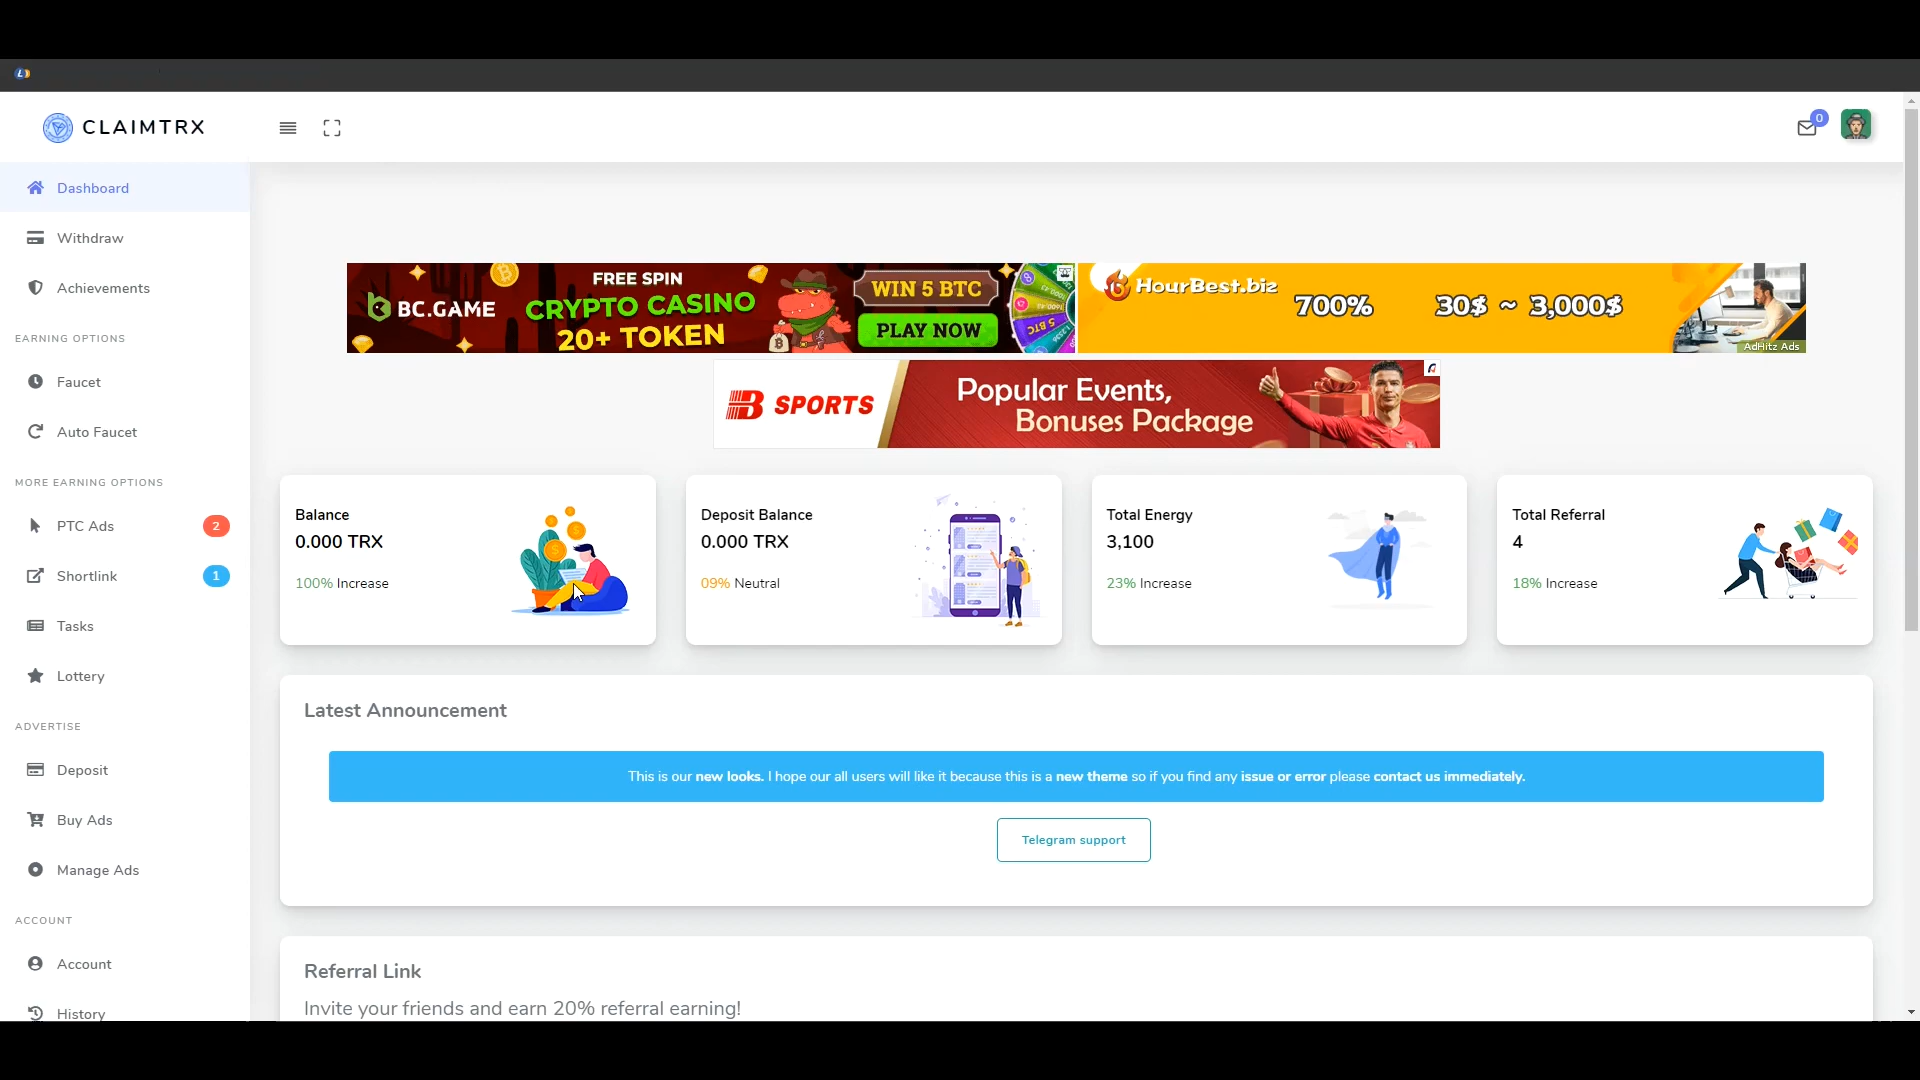 CLAIMTRX
0
Dashboard
Withdraw
Achievements
EARNING OPTIONS
Faucet
Auto Faucet
MORE EARNING OPTIONS
PTC Ads 2
Shortlink 1
Tasks
Lottery
ADVERTISE
Deposit
Buy Ads
Manage Ads
ACCOUNT
Account
History
BC.GAME
FREE SPIN
CRYPTO CASINO
20+ TOKEN
WIN 5 BTC
PLAY NOW
HourBest.biz
700%
30$ ~ 3,000$
AdHitz Ads
SPORTS
Popular Events,
Bonuses Package
Balance
0.000 TRX
100% Increase
Deposit Balance
0.000 TRX
09% Neutral
Total Energy
3,100
23% Increase
Total Referral
4
18% Increase
Latest Announcement
This is our new looks. I hope our all users will like it because this is a new theme so if you find any issue or error please contact us immediately.
Telegram support
Referral Link
Invite your friends and earn 20% referral earning!